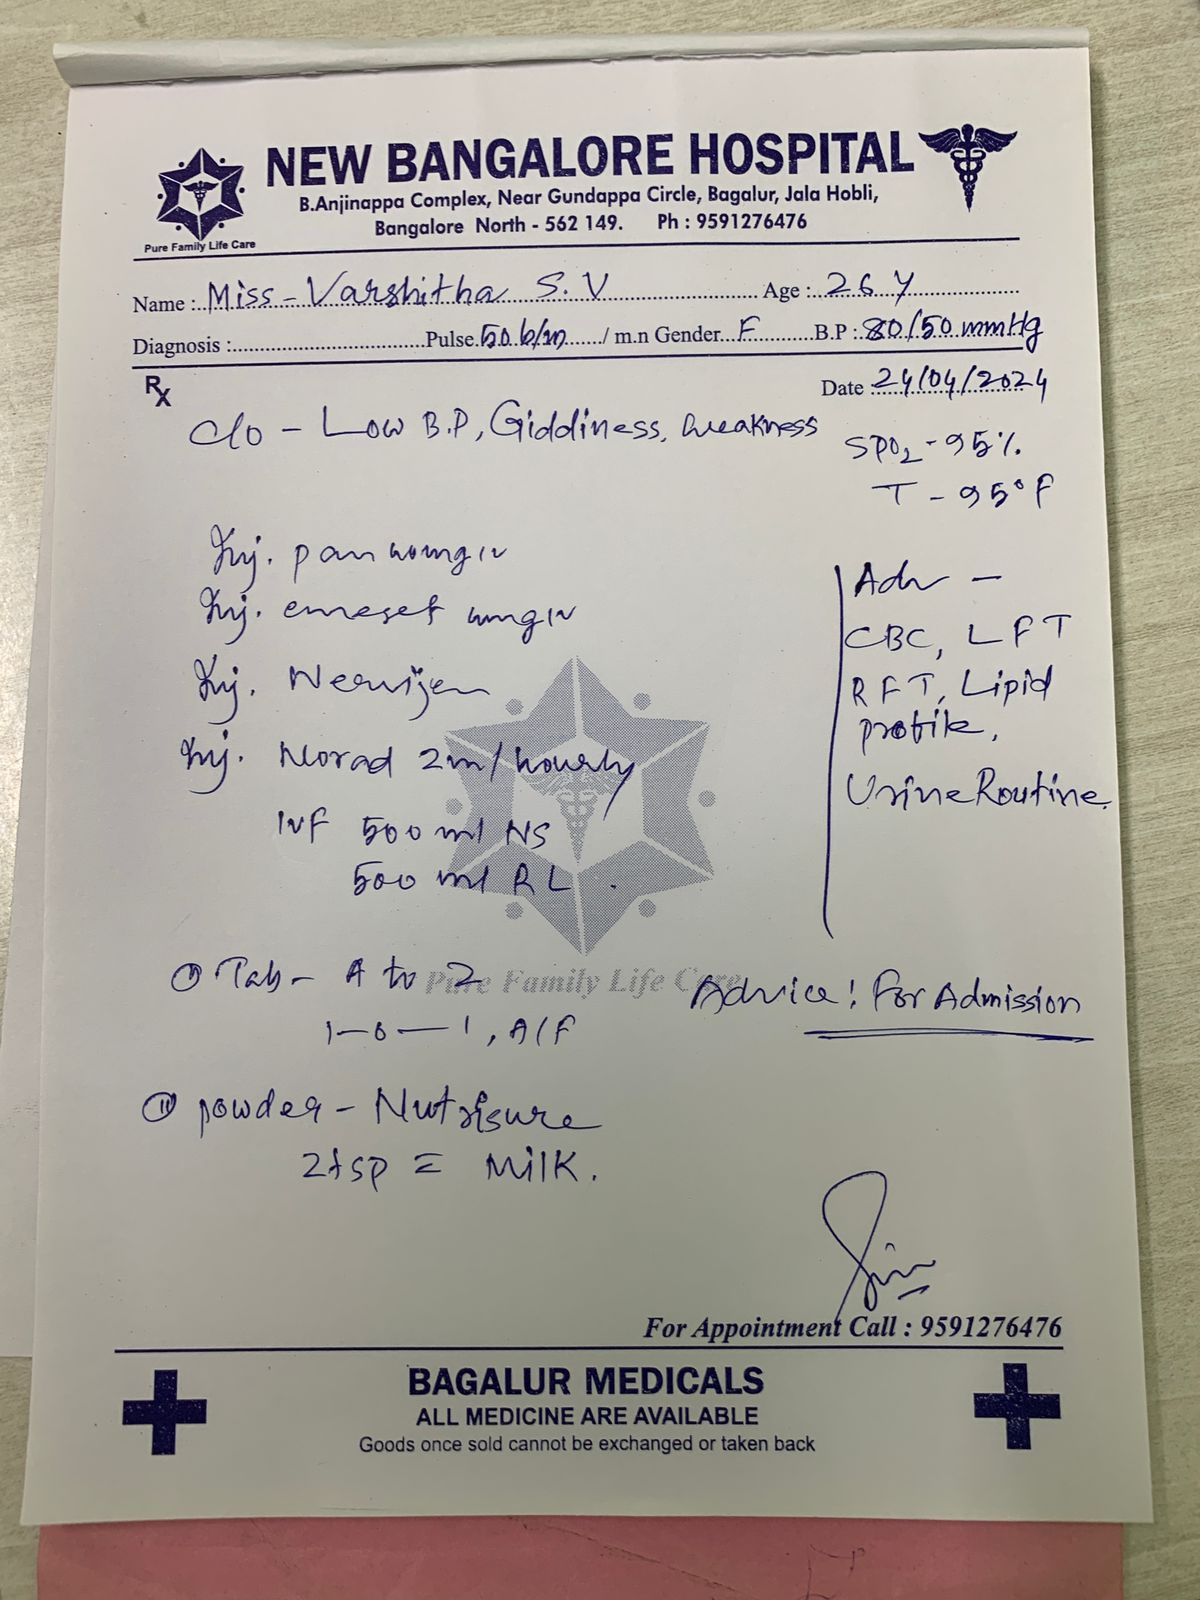 NEW BANGALORE HOSPITAL
B.Anjinappa Complex, Near Gundappa Circle, Bagalur, Jala Hobli,
Bangalore North - 562 149. Ph : 9591276476
Pure Family Life Care
Name : Miss - Varshitha S. V Age : 26 Y
Diagnosis : Pulse 50 b/m / m.n Gender F B.P : 80/50 mmHg
Rx
Date 24/04/2024
C/o - Low B.P, Giddiness, Weakness
SPO2 - 95%
T - 95°F
Inj. pan 40mg IV
Inj. emeset 4mg IV
Inj. Nervijen
Inj. Norad 2ml hourly
IVF 500 ml NS
500 ml RL.
Adv -
CBC, LFT
RFT, Lipid
profile,
Urine Routine.
Pure Family Life Care
① Tab - A to Z
1-0-1, A/F
Advice! For Admission
⑪ powder - Nutrisure
2tsp = Milk.
For Appointment Call : 9591276476
BAGALUR MEDICALS
ALL MEDICINE ARE AVAILABLE
Goods once sold cannot be exchanged or taken back